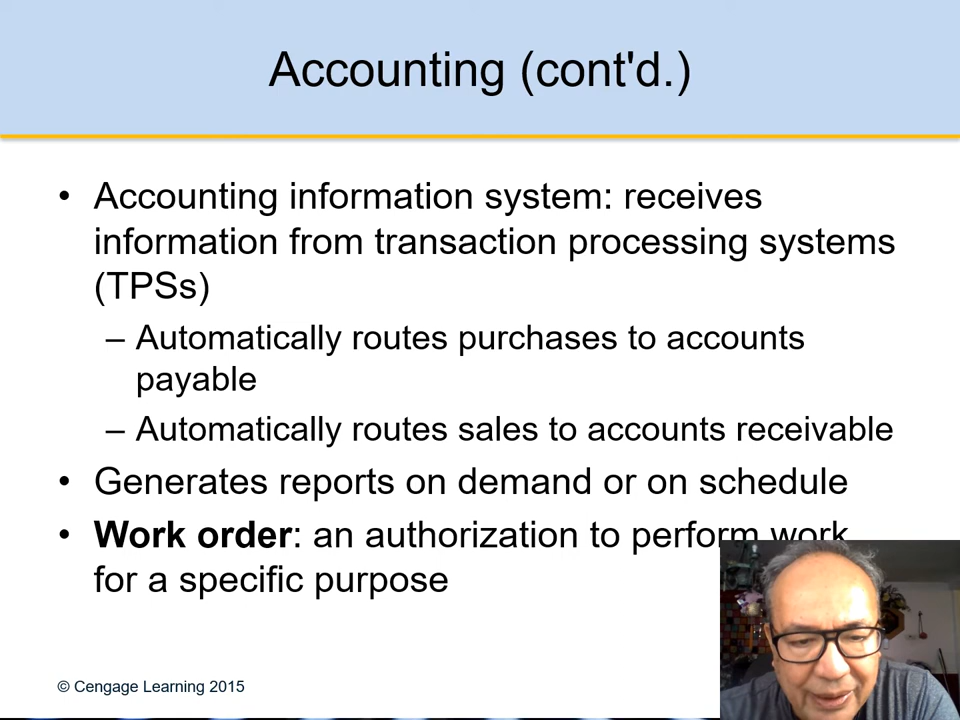 Accounting (cont'd.)
• Accounting information system: receives
information from transaction processing systems
(TPSs)
– Automatically routes purchases to accounts
payable
– Automatically routes sales to accounts receivable
• Generates reports on demand or on schedule
• Work order: an authorization to perform work
for a specific purpose
© Cengage Learning 2015